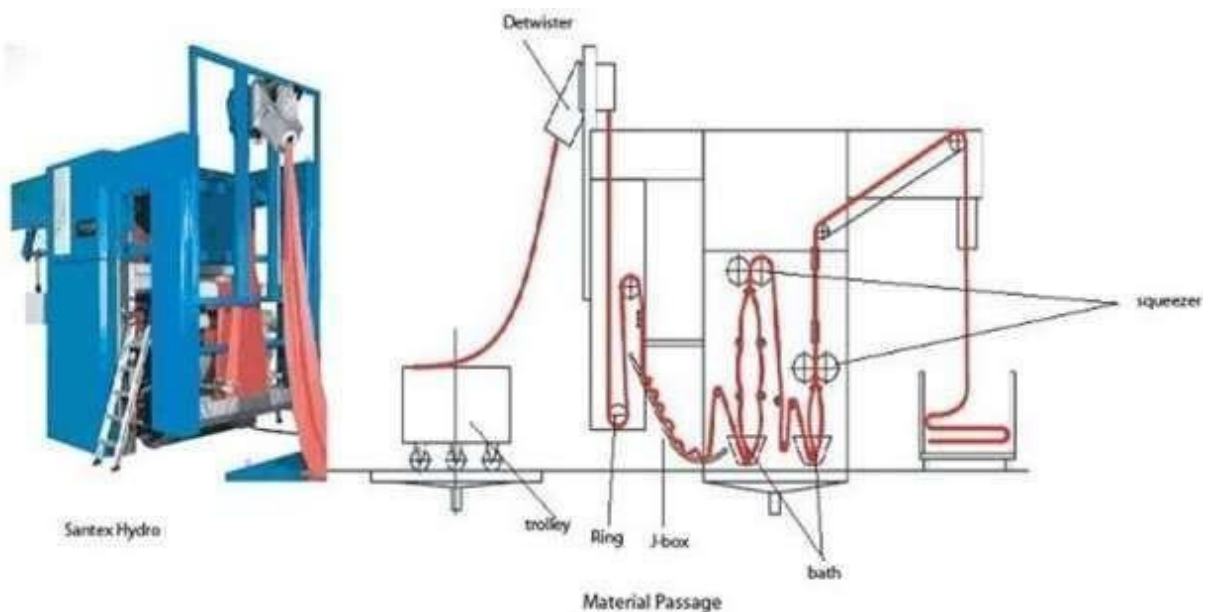 Detwister
squeezer
Santex Hydro
trolley
Ring
J-box
bath
Material Passage